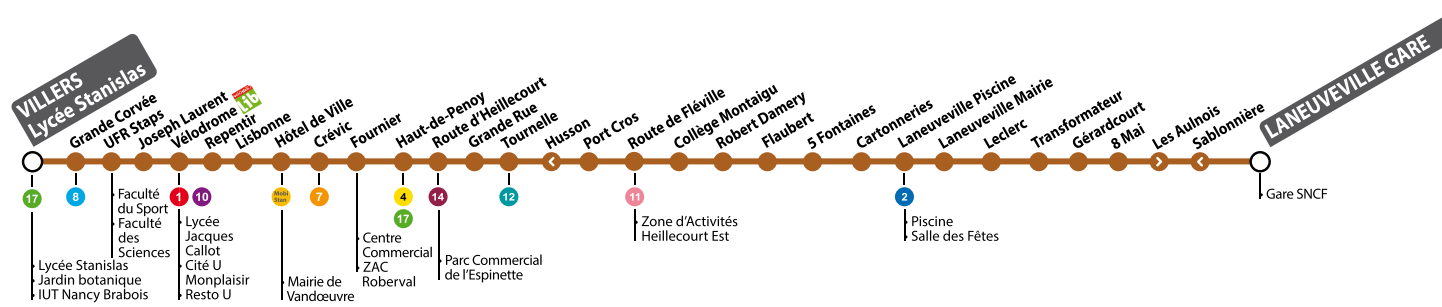 VILLERS
Lycée Stanislas
Grande Corvée
UFR Staps
Joseph Laurent
Vélodrome
Lib
Repentir
Lisbonne
Hôtel de Ville
Crévic
Fournier
Haut-de-Penoy
Route d'Heillecourt
Grande Rue
Tournelle
Husson
Port Cros
Route de Fléville
Collège Montaigu
Robert Damery
Flaubert
5 Fontaines
Cartonneries
Laneuveville Piscine
Laneuveville Mairie
Leclerc
Transformateur
Gérardcourt
8 Mai
Les Aulnois
Sablonnière
LANEUVEVILLE GARE
17
8
1
10
Mobi
Stan
7
4
17
14
12
11
2
Lycée Stanislas
Jardin botanique
IUT Nancy Brabois
Faculté
du Sport
Faculté
des
Sciences
Lycée
Jacques
Callot
Cité U
Monplaisir
Resto U
Mairie de
Vandœuvre
Centre
Commercial
ZAC
Roberval
Parc Commercial
de l'Espinette
Zone d'Activités
Heillecourt Est
Piscine
Salle des Fêtes
Gare SNCF